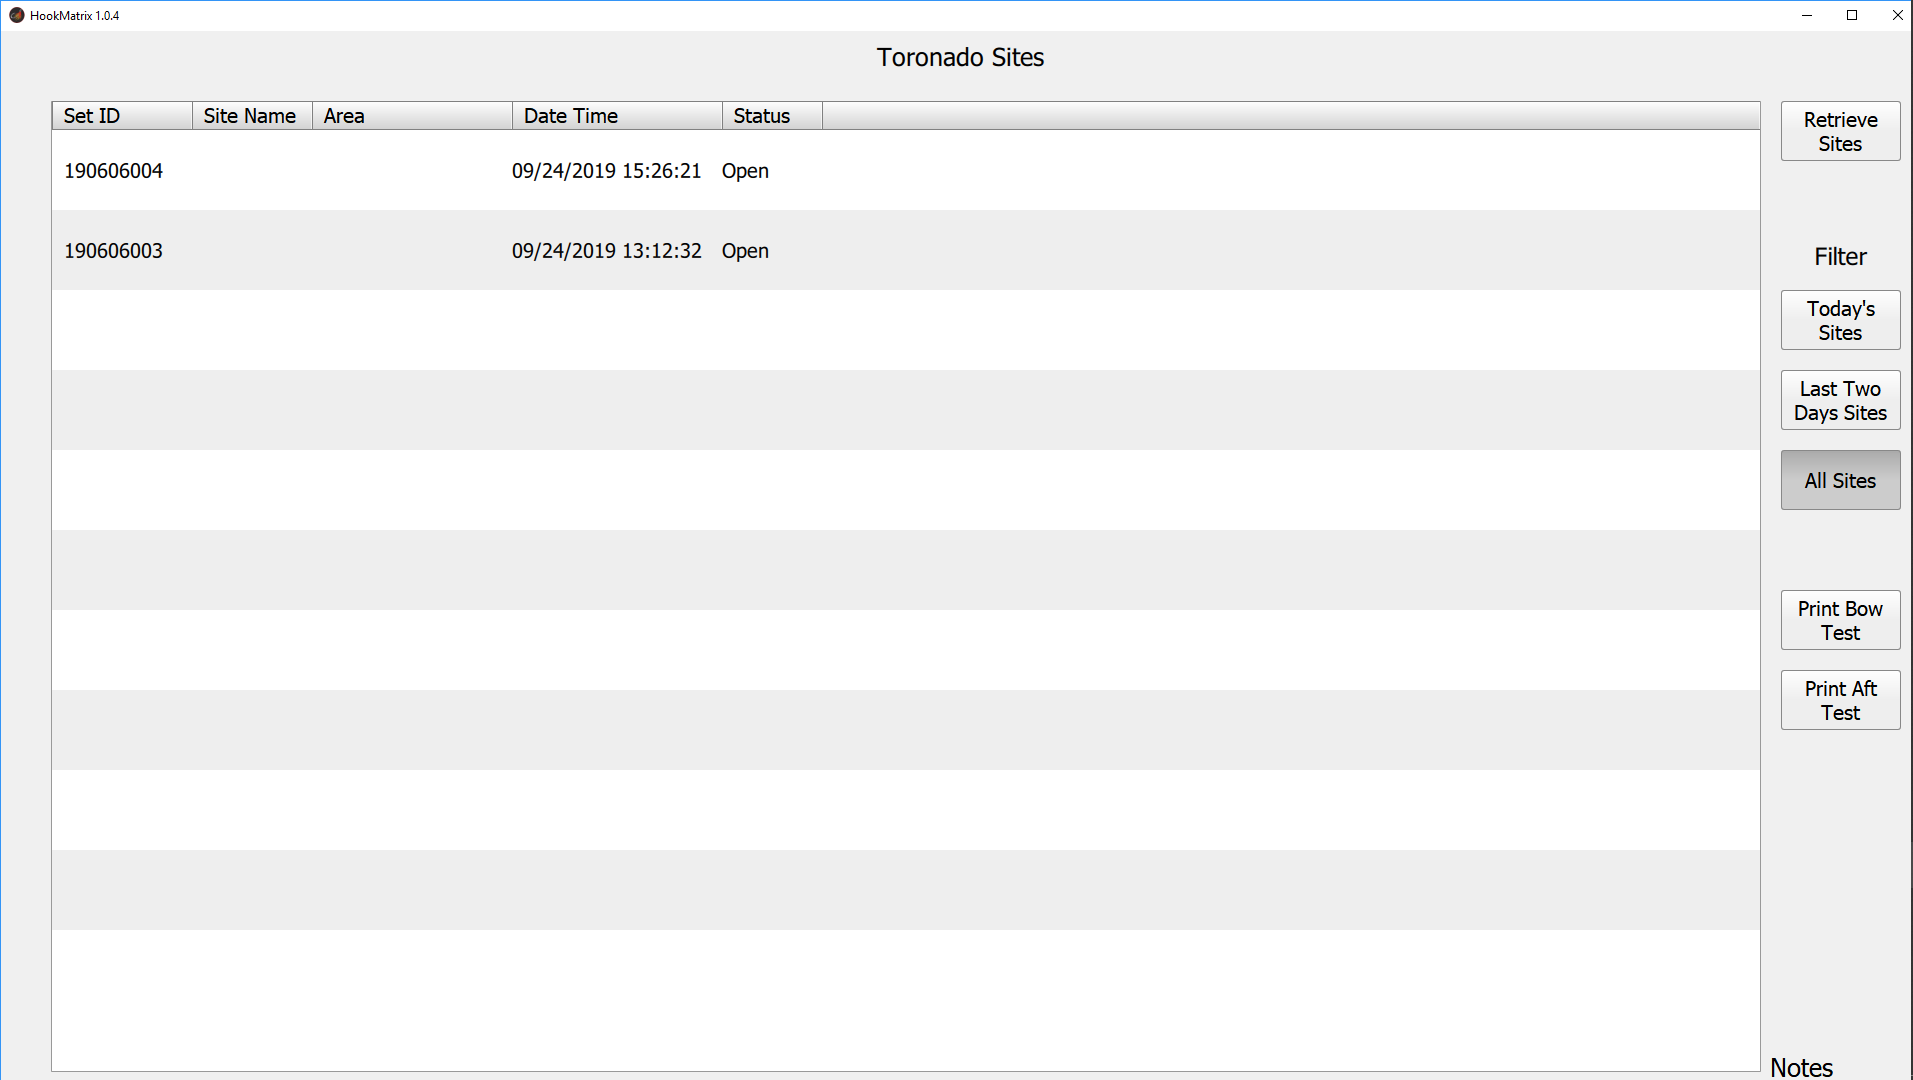 HookMatrix 1.0.4
Toronado Sites
Set ID Site Name Area Date Time Status
190606004 09/24/2019 15:26:21 Open
190606003 09/24/2019 13:12:32 Open
Retrieve
Sites
Filter
Today's
Sites
Last Two
Days Sites
All Sites
Print Bow
Test
Print Aft
Test
Notes